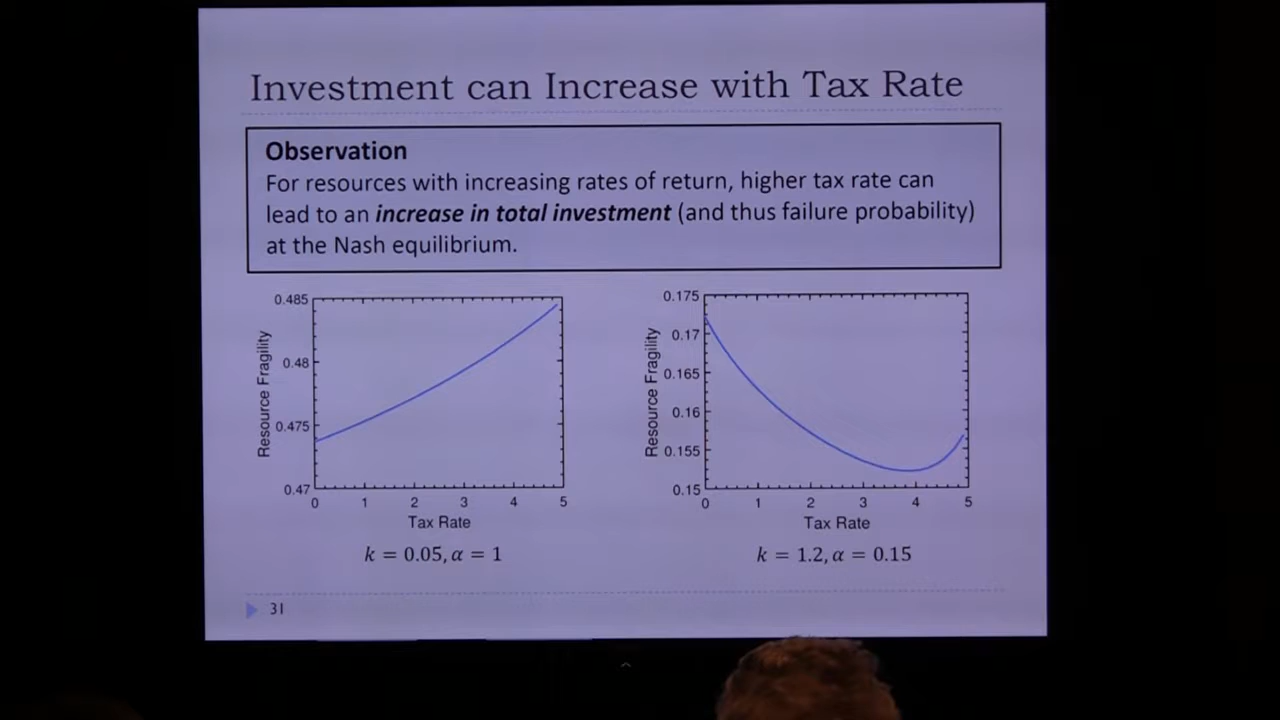 Investment can Increase with Tax Rate
Observation
For resources with increasing rates of return, higher tax rate can
lead to an increase in total investment (and thus failure probability)
at the Nash equilibrium.
0.485
0.48
0.475
0.47
Resource Fragility
0 1 2 3 4 5
Tax Rate
k = 0.05, α = 1
0.175
0.17
0.165
0.16
0.155
0.15
Resource Fragility
0 1 2 3 4 5
Tax Rate
k = 1.2, α = 0.15
31